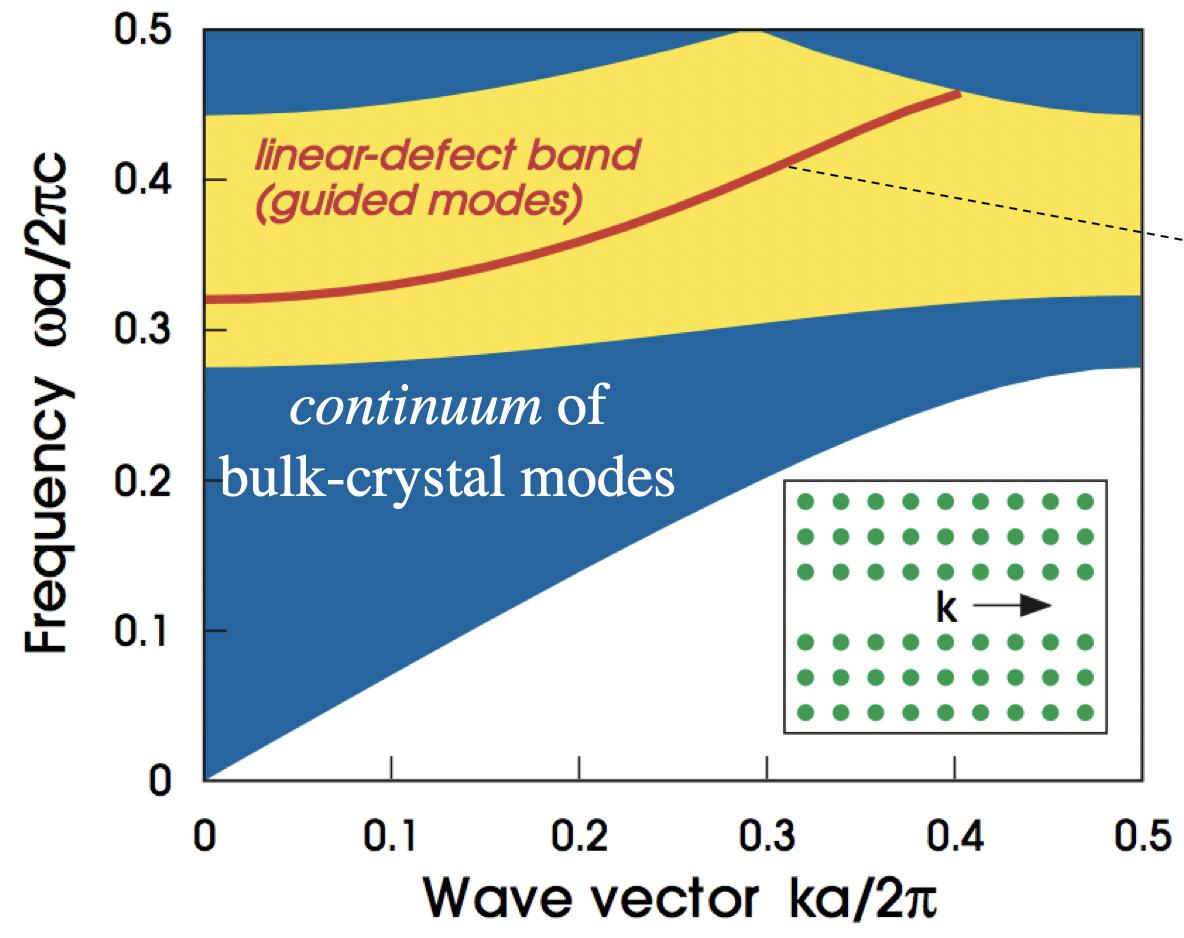 0.5
0.4
0.3
0.2
0.1
0
Frequency ωa/2πc
linear-defect band
(guided modes)
continuum of
bulk-crystal modes
k
0 0.1 0.2 0.3 0.4 0.5
Wave vector ka/2π